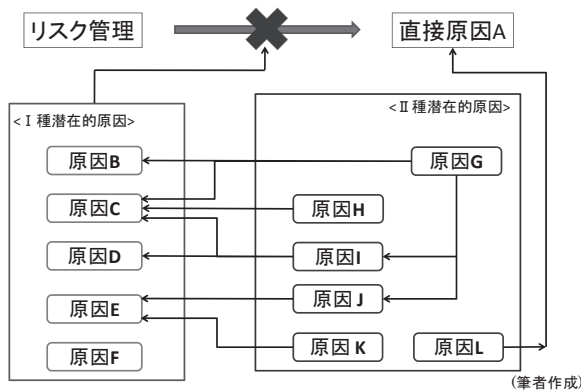 リスク管理
直接原因A
<Ⅰ種潜在的原因>
<Ⅱ種潜在的原因>
原因B
原因G
原因C
原因H
原因D
原因I
原因J
原因E
原因K
原因L
原因F
(筆者作成)